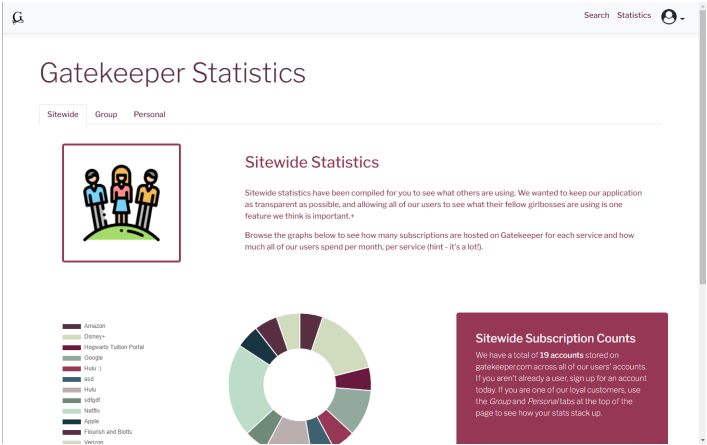 G
Search Statistics
Gatekeeper Statistics
Sitewide Group Personal
Sitewide Statistics
Sitewide statistics have been compiled for you to see what others are using. We wanted to keep our application
as transparent as possible, and allowing all of our users to see what their fellow girlbosses are using is one
feature we think is important.+
Browse the graphs below to see how many subscriptions are hosted on Gatekeeper for each service and how
much all of our users spend per month, per service (hint - it's a lot!).
Amazon
Disney+
Hogwarts Tuition Portal
Google
Hulu :)
asd
Hulu
sdfgdf
Netflix
Apple
Flourish and Blotts
Verizon
Sitewide Subscription Counts
We have a total of 19 accounts stored on
gatekeeper.com across all of our users' accounts.
If you aren't already a user, sign up for an account
today. If you are one of our loyal customers, use
the Group and Personal tabs at the top of the
page to see how your stats stack up.